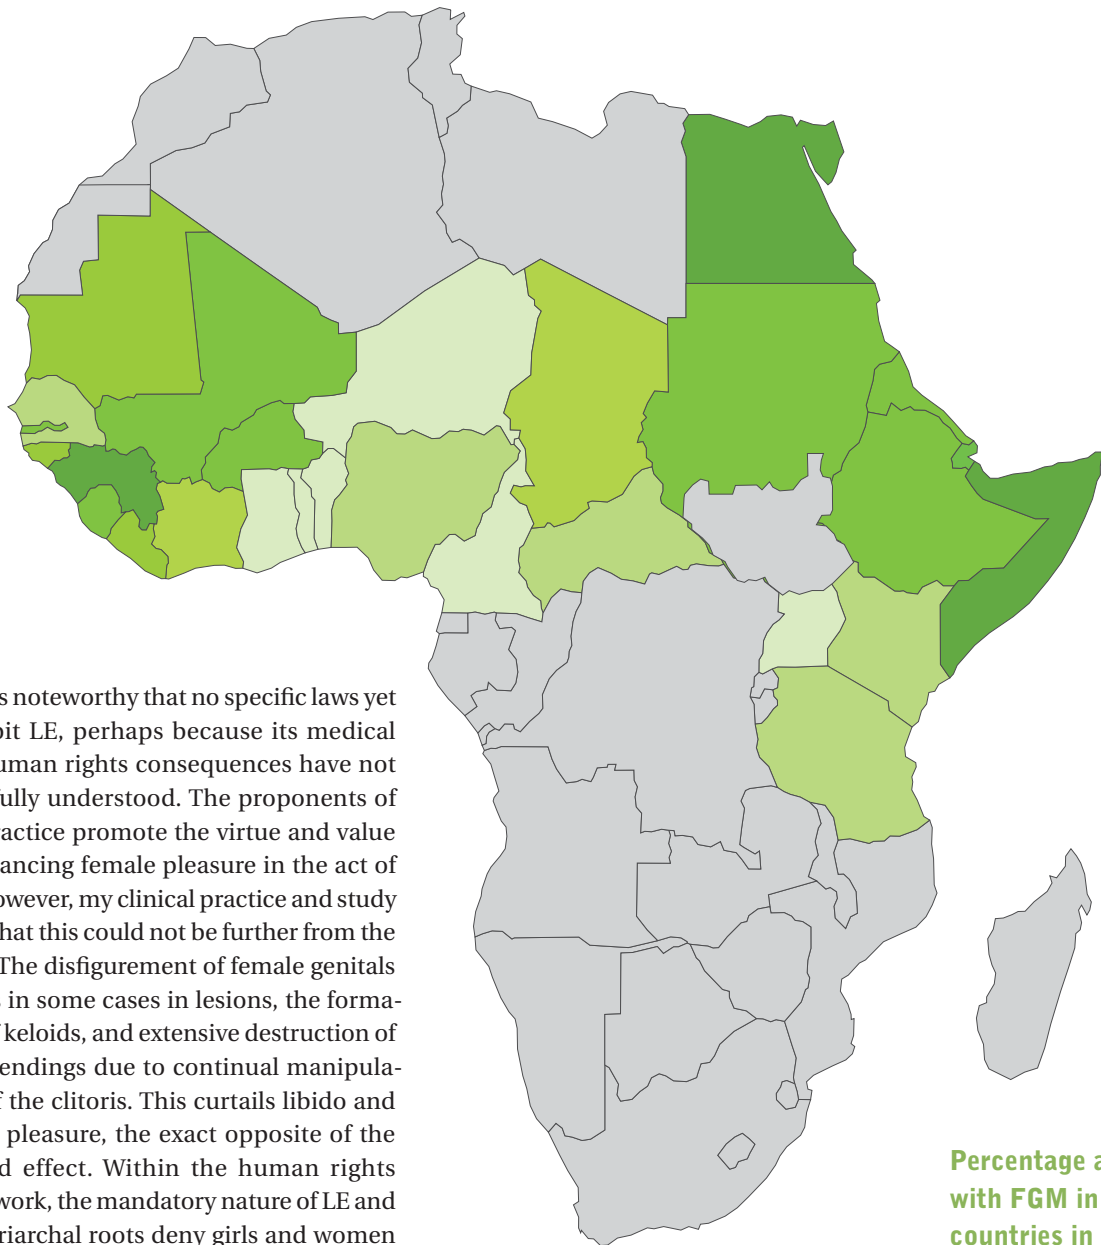 s noteworthy that no specific laws yet
bit LE, perhaps because its medical
uman rights consequences have not
fully understood. The proponents of
ractice promote the virtue and value
ancing female pleasure in the act of
owever, my clinical practice and study
hat this could not be further from the
The disfigurement of female genitals
s in some cases in lesions, the forma-
f keloids, and extensive destruction of
endings due to continual manipula-
f the clitoris. This curtails libido and
pleasure, the exact opposite of the
d effect. Within the human rights
work, the mandatory nature of LE and
riarchal roots deny girls and women
Percentage a
with FGM in
countries in